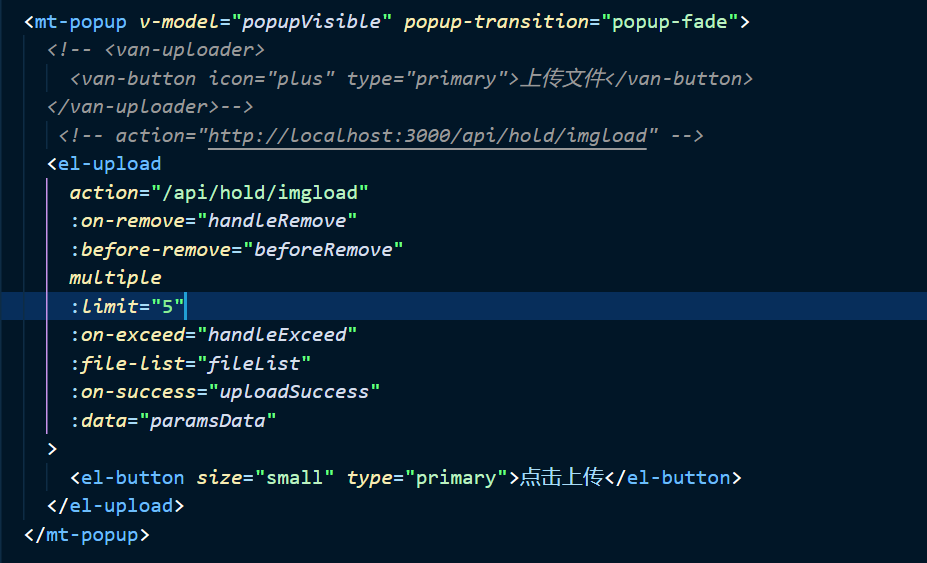 <mt-popup v-model="popupVisible" popup-transition="popup-fade">
<!-- <van-uploader>
<van-button icon="plus" type="primary">上传文件</van-button>
</van-uploader>-->
<!-- action="http://localhost:3000/api/hold/imgload" -->
<el-upload
action="/api/hold/imgload"
:on-remove="handleRemove"
:before-remove="beforeRemove"
multiple
:limit="5"
:on-exceed="handleExceed"
:file-list="fileList"
:on-success="uploadSuccess"
:data="paramsData"
>
<el-button size="small" type="primary">点击上传</el-button>
</el-upload>
</mt-popup>